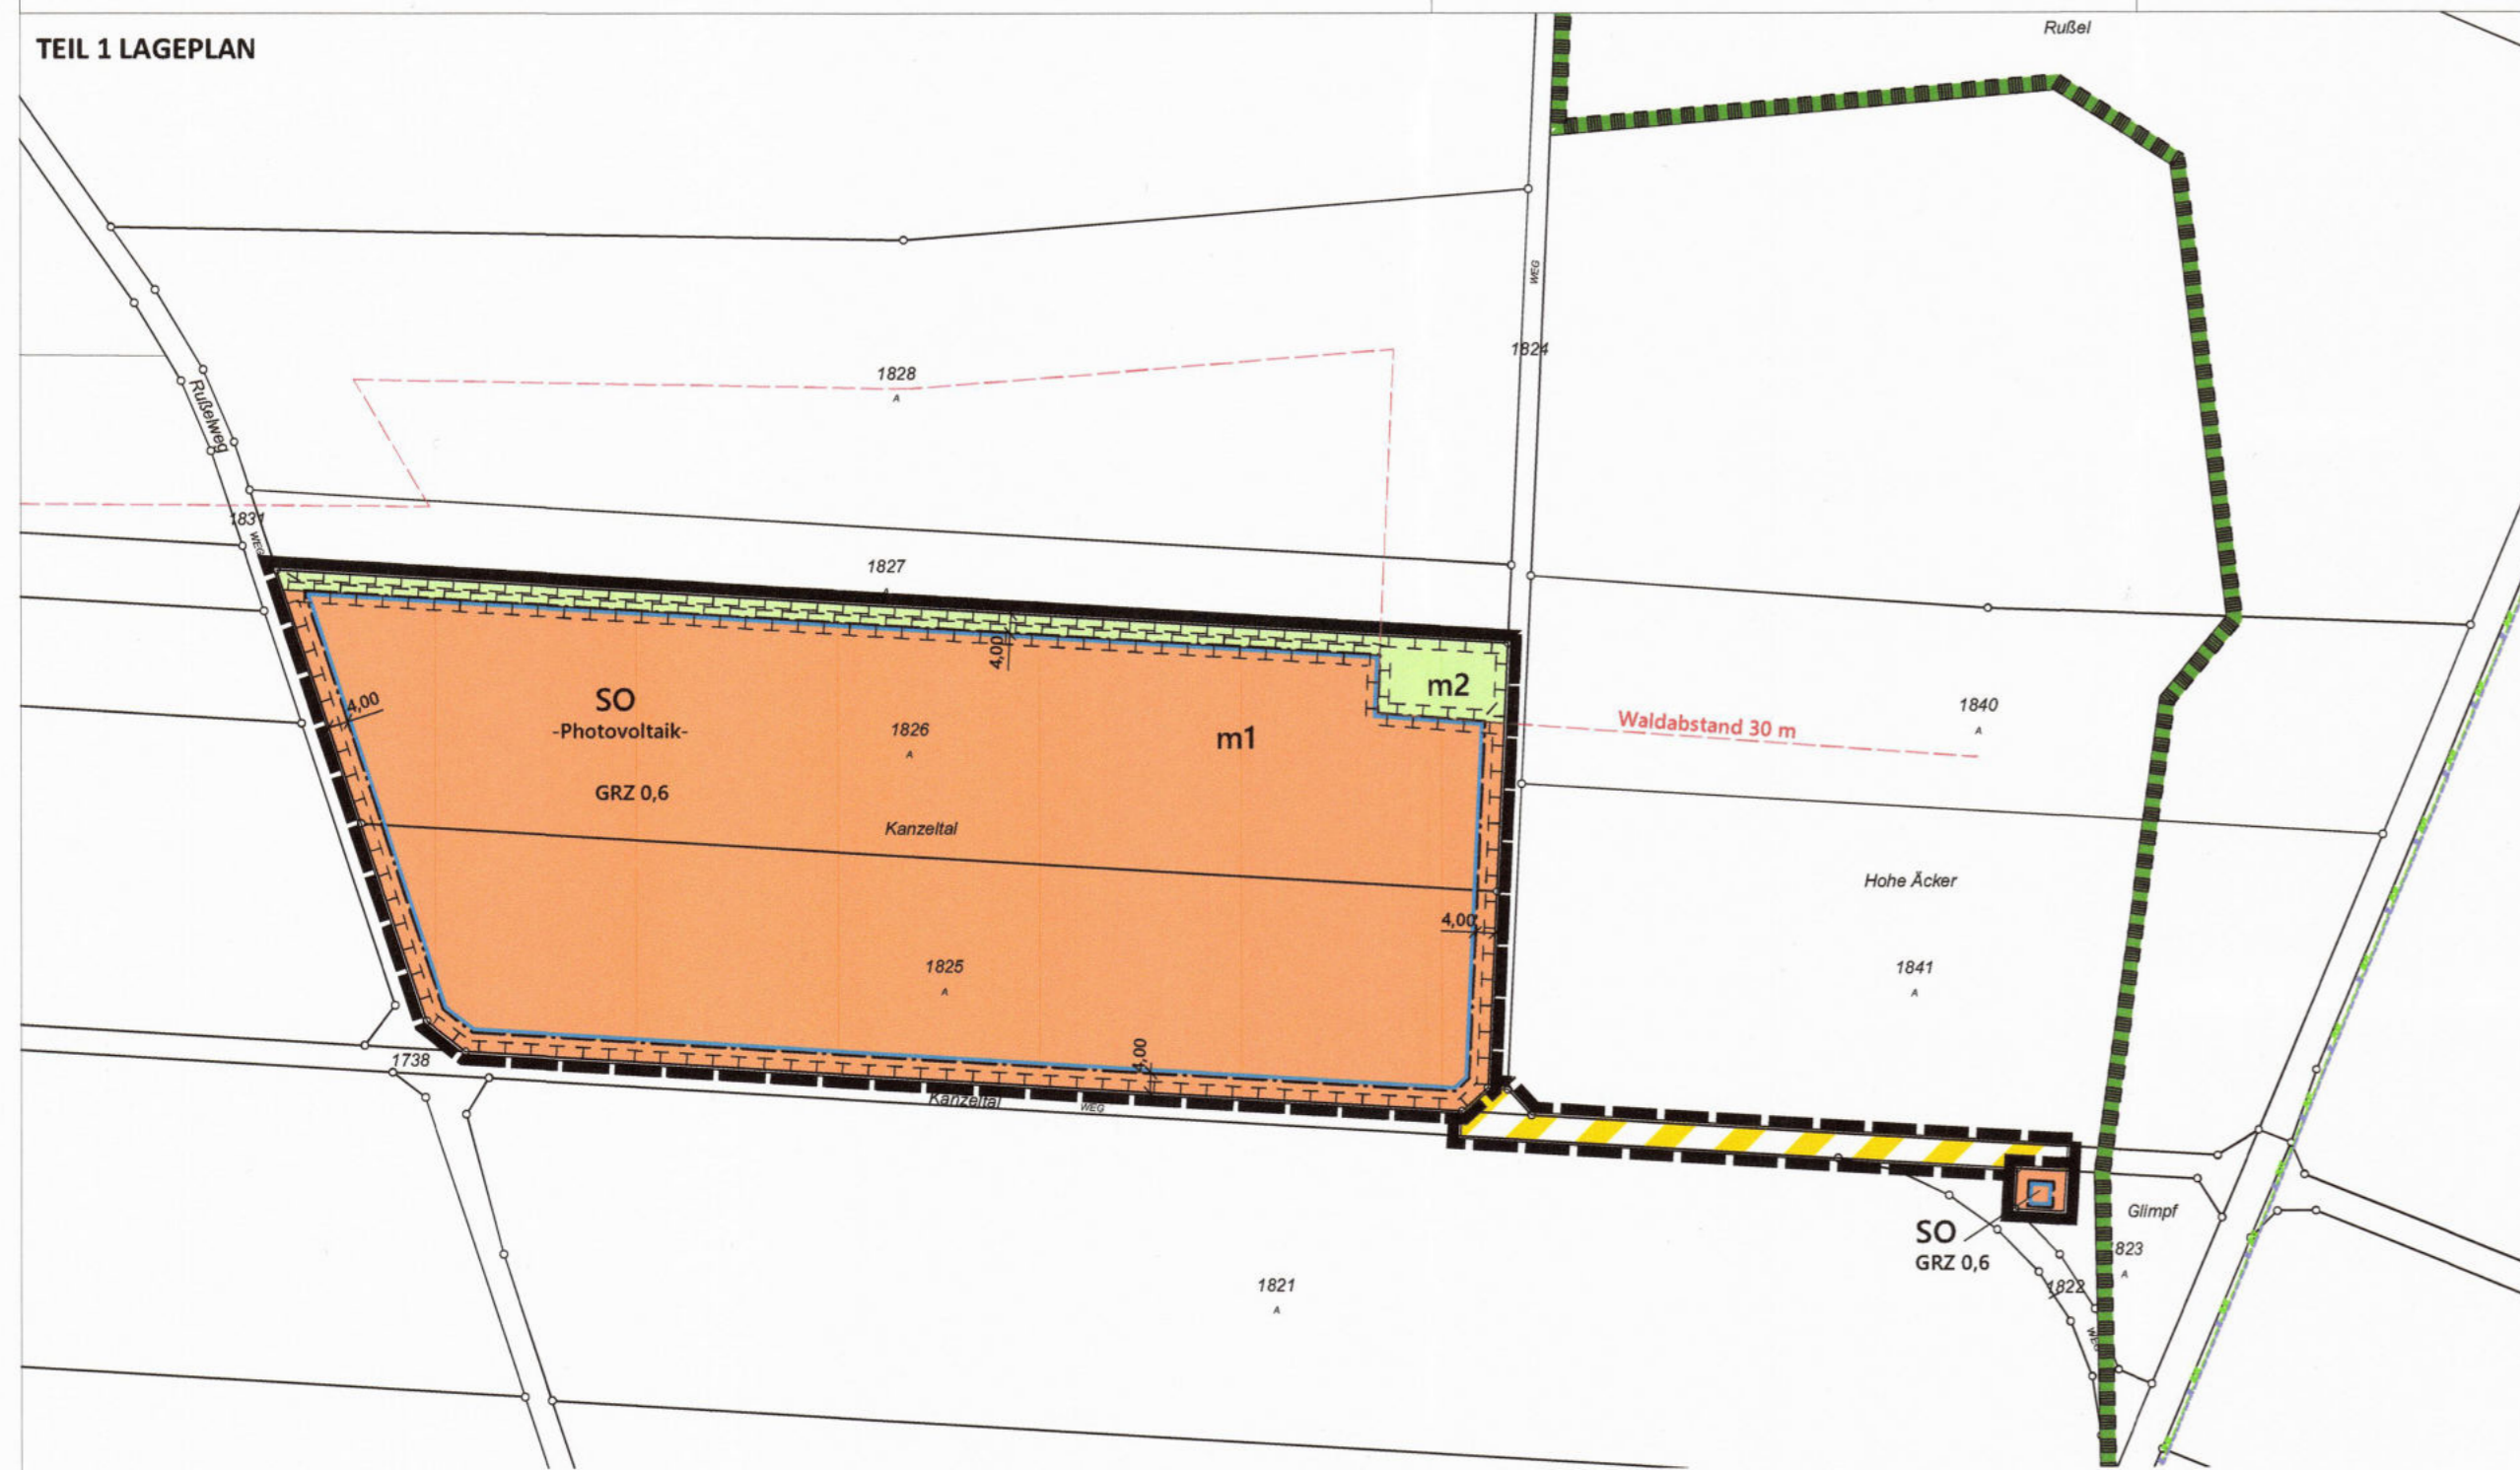 Rußel
TEIL 1 LAGEPLAN
WEG
1824
1828
A
Rußelweg
1831
WEG
1827
A
4,00
m2
SO
-Photovoltaik-
4,00
1826
A
m1
Waldabstand 30 m
1840
A
GRZ 0,6
Kanzeltal
Hohe Äcker
4,00
1825
A
1841
A
4,00
1738
Kanzeltal
WEG
Glimpf
SO
GRZ 0,6
1823
A
1822
WEG
1821
A